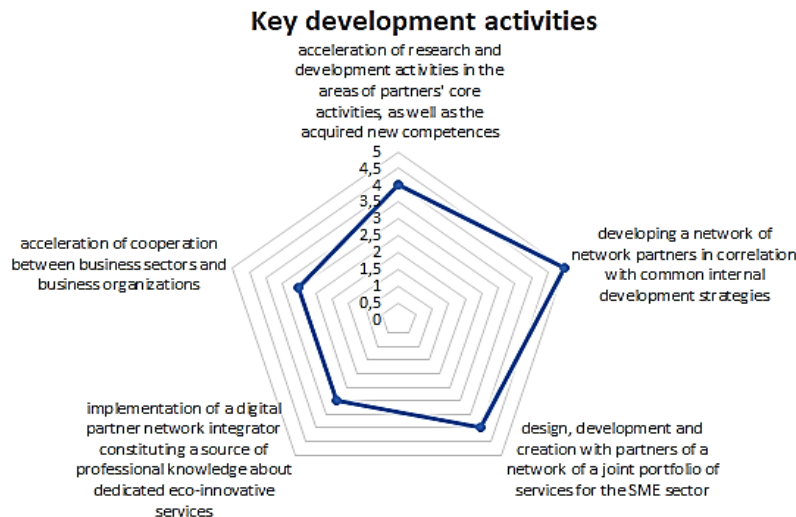 Key development activities
acceleration of research and
development activities in the
areas of partners' core
activities, as well as the
acquired new competences
5
4,5
4
3,5
3
2,5
2
1,5
1
0,5
0
developing a network of
network partners in correlation
with common internal
development strategies
design, development and
creation with partners of a
network of a joint portfolio of
services for the SME sector
implementation of a digital
partner network integrator
constituting a source of
professional knowledge about
dedicated eco-innovative
services
acceleration of cooperation
between business sectors and
business organizations